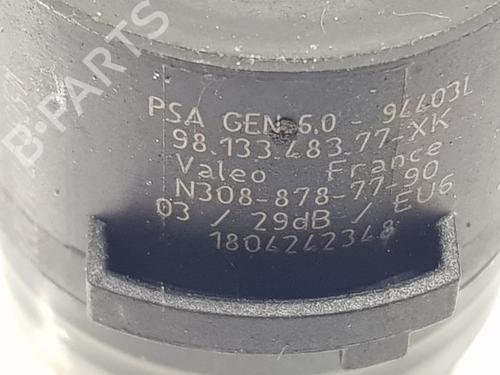 PSA GEN 6.0 - 94403L
98.133.483.77-XK
Valeo France
N308-878-77-90
03 / 29dB / EU6
1804242348
B-PARTS